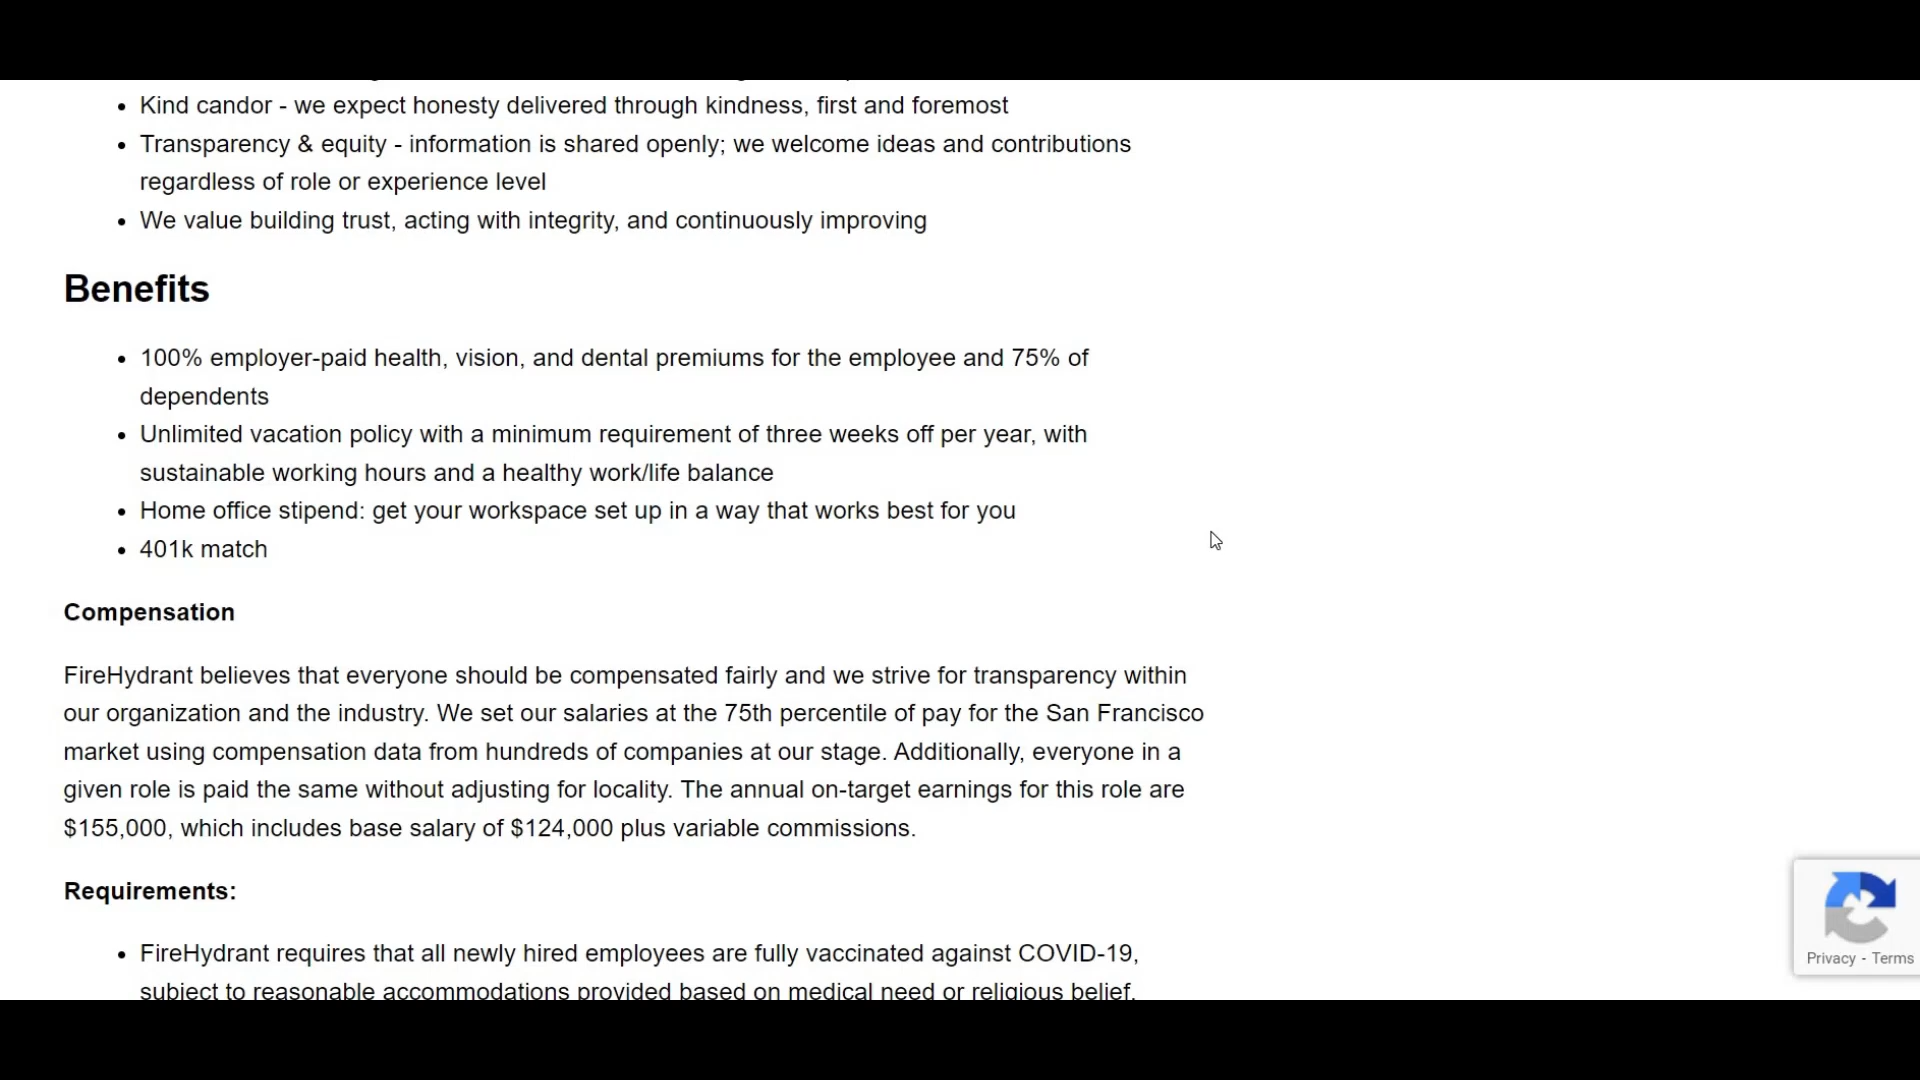 Kind candor - we expect honesty delivered through kindness, first and foremost
Transparency & equity - information is shared openly; we welcome ideas and contributions
regardless of role or experience level
We value building trust, acting with integrity, and continuously improving
Benefits
100% employer-paid health, vision, and dental premiums for the employee and 75% of
dependents
Unlimited vacation policy with a minimum requirement of three weeks off per year, with
sustainable working hours and a healthy work/life balance
Home office stipend: get your workspace set up in a way that works best for you
401k match
Compensation
FireHydrant believes that everyone should be compensated fairly and we strive for transparency within
our organization and the industry. We set our salaries at the 75th percentile of pay for the San Francisco
market using compensation data from hundreds of companies at our stage. Additionally, everyone in a
given role is paid the same without adjusting for locality. The annual on-target earnings for this role are
$155,000, which includes base salary of $124,000 plus variable commissions.
Requirements:
FireHydrant requires that all newly hired employees are fully vaccinated against COVID-19,
subject to reasonable accommodations provided based on medical need or religious belief.
Privacy - Terms